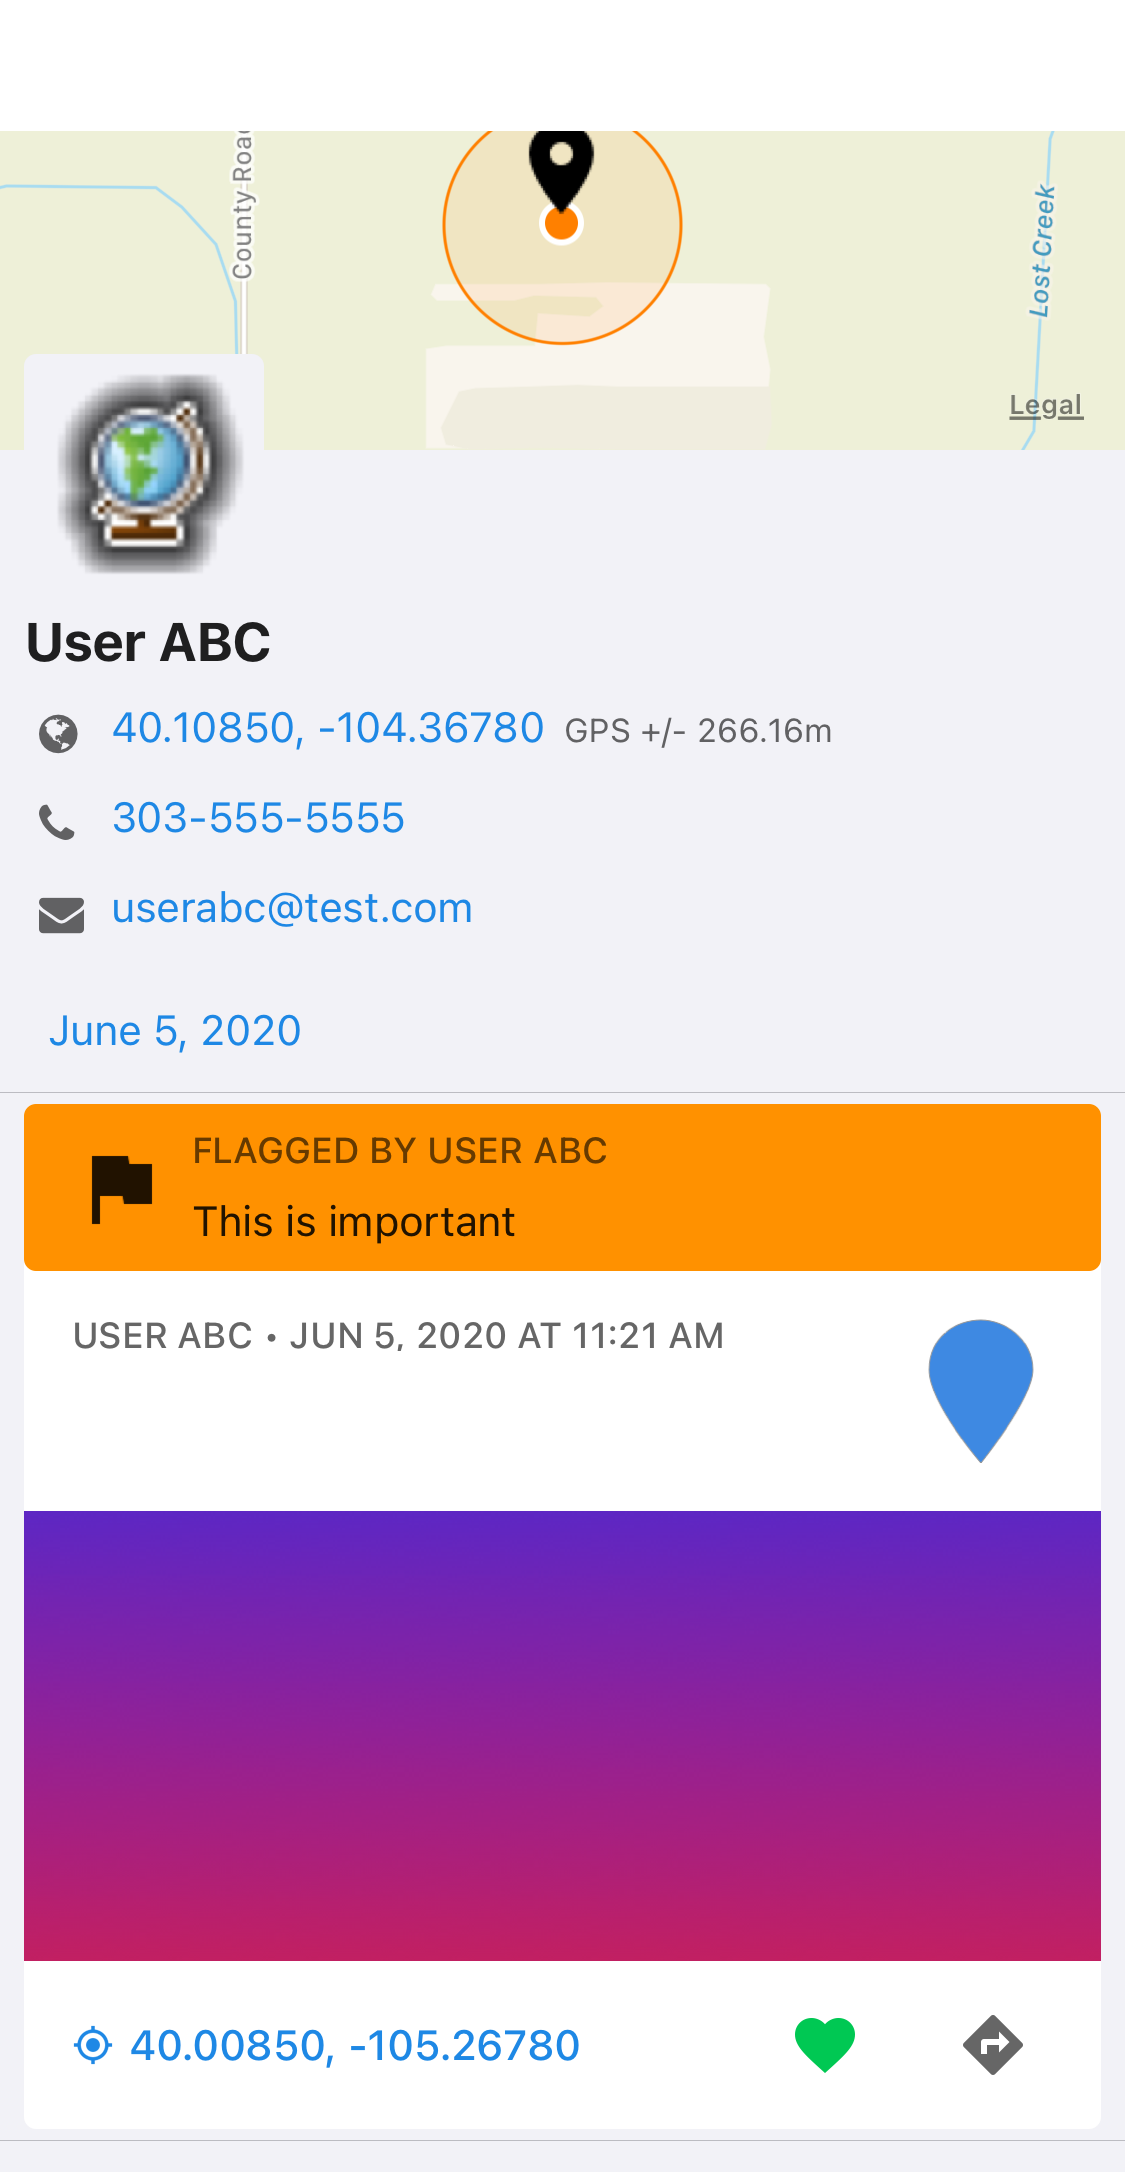 County Roa
Lost Creek
Legal
User ABC
40.10850, -104.36780 GPS +/- 266.16m
303-555-5555
userabc@test.com
June 5, 2020
FLAGGED BY USER ABC
This is important
USER ABC • JUN 5, 2020 AT 11:21 AM
40.00850, -105.26780